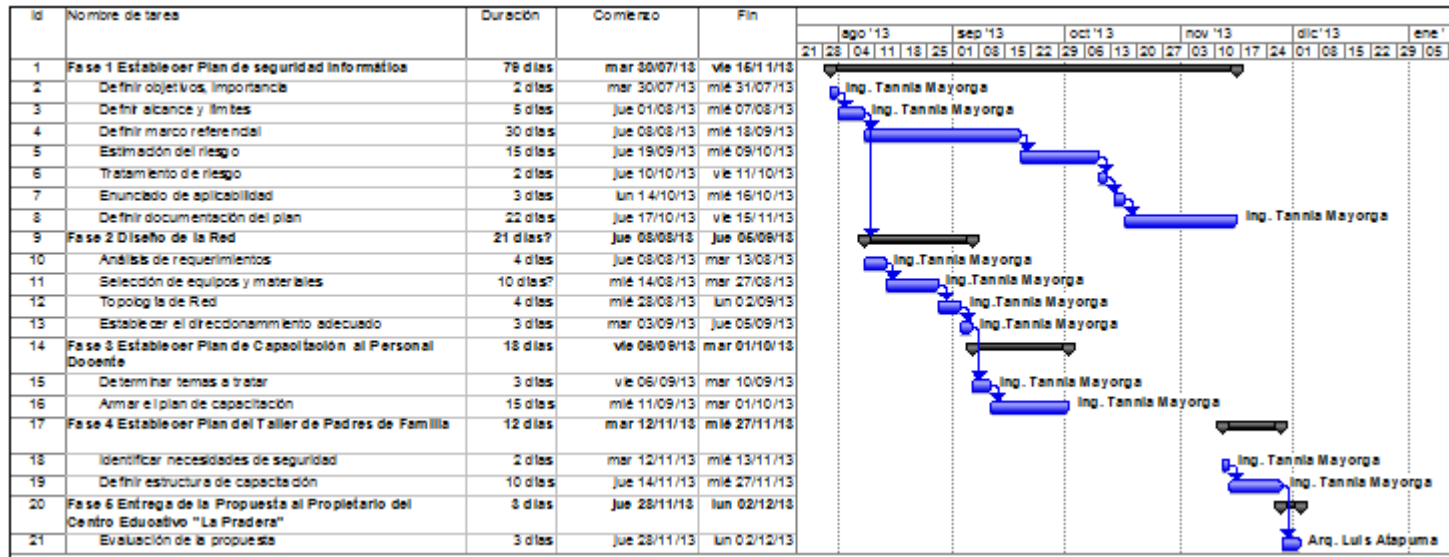 Id Nombre de tarea Duración Comienzo Fin
ago '13 sep '13 oct '13 nov '13 dic '13 ene '
21 28 04 11 18 25 01 08 15 22 29 06 13 20 27 03 10 17 24 01 08 15 22 29 05
1 Fase 1 Establecer Plan de seguridad Informática 79 días mar 30/07/13 vie 15/11/13
2 Definir objetivos, importancia 2 días mar 30/07/13 mié 31/07/13 Ing. Tannia Mayorga
3 Definir alcance y límites 5 días jue 01/08/13 mié 07/08/13 Ing. Tannia Mayorga
4 Definir marco referencial 30 días jue 08/08/13 mié 18/09/13
5 Estimación del riesgo 15 días jue 19/09/13 mié 09/10/13
6 Tratamiento de riesgo 2 días jue 10/10/13 vie 11/10/13
7 Enunciado de aplicabilidad 3 días lun 14/10/13 mié 16/10/13
8 Definir documentación del plan 22 días jue 17/10/13 vie 15/11/13 Ing. Tannia Mayorga
9 Fase 2 Diseño de la Red 21 días? jue 08/08/13 jue 05/09/13
10 Análisis de requerimientos 4 días jue 08/08/13 mar 13/08/13 Ing.Tannia Mayorga
11 Selección de equipos y materiales 10 días? mié 14/08/13 mar 27/08/13 Ing.Tannia Mayorga
12 Topología de Red 4 días mié 28/08/13 lun 02/09/13 Ing.Tannia Mayorga
13 Establecer el direccionammiento adecuado 3 días mar 03/09/13 jue 05/09/13 Ing.Tannia Mayorga
14 Fase 3 Establecer Plan de Capacitación al Personal 18 días vie 06/09/13 mar 01/10/13
Docente
15 Determinar temas a tratar 3 días vie 06/09/13 mar 10/09/13 Ing. Tannia Mayorga
16 Armar el plan de capacitación 15 días mié 11/09/13 mar 01/10/13 Ing. Tannia Mayorga
17 Fase 4 Establecer Plan del Taller de Padres de Familia 12 días mar 12/11/13 mié 27/11/13
18 Identificar necesidades de seguridad 2 días mar 12/11/13 mié 13/11/13 Ing. Tannia Mayorga
19 Definir estructura de capacitación 10 días jue 14/11/13 mié 27/11/13 Ing. Tannia Mayorga
20 Fase 5 Entrega de la Propuesta al Propietario del 3 días jue 28/11/13 lun 02/12/13
Centro Educativo "La Pradera"
21 Evaluación de la propuesta 3 días jue 28/11/13 lun 02/12/13 Arq. Luis Atapuma